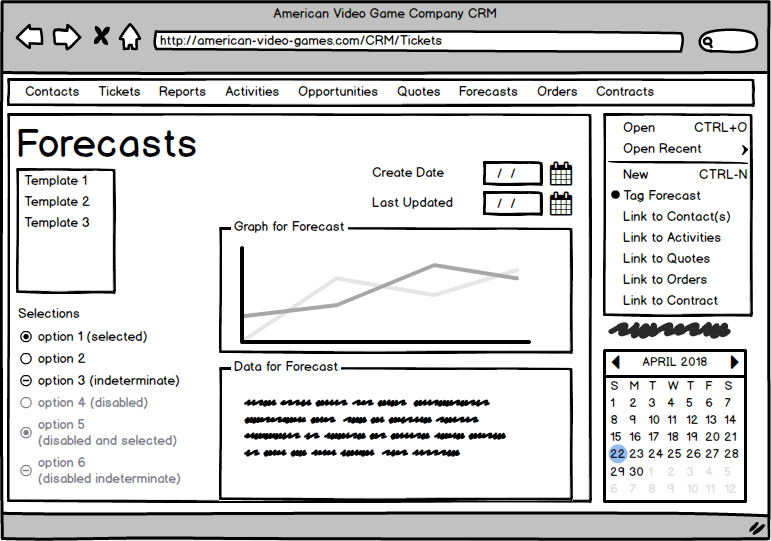 American Video Game Company CRM
http://american-video-games.com/CRM/Tickets
Contacts Tickets Reports Activities Opportunities Quotes Forecasts Orders Contracts
Forecasts
Template 1
Template 2
Template 3
Create Date / /
Last Updated / /
Selections
option 1 (selected)
option 2
option 3 (indeterminate)
option 4 (disabled)
option 5
(disabled and selected)
option 6
(disabled indeterminate)
Graph for Forecast
Data for Forecast
Open CTRL+O
Open Recent
New CTRL-N
Tag Forecast
Link to Contact(s)
Link to Activities
Link to Quotes
Link to Orders
Link to Contract
APRIL 2018
S M T W T F S
1 2 3 4 5 6 7
8 9 10 11 12 13 14
15 16 17 18 19 20 21
22 23 24 25 26 27 28
29 30 1 2 3 4 5
6 7 8 9 10 11 12